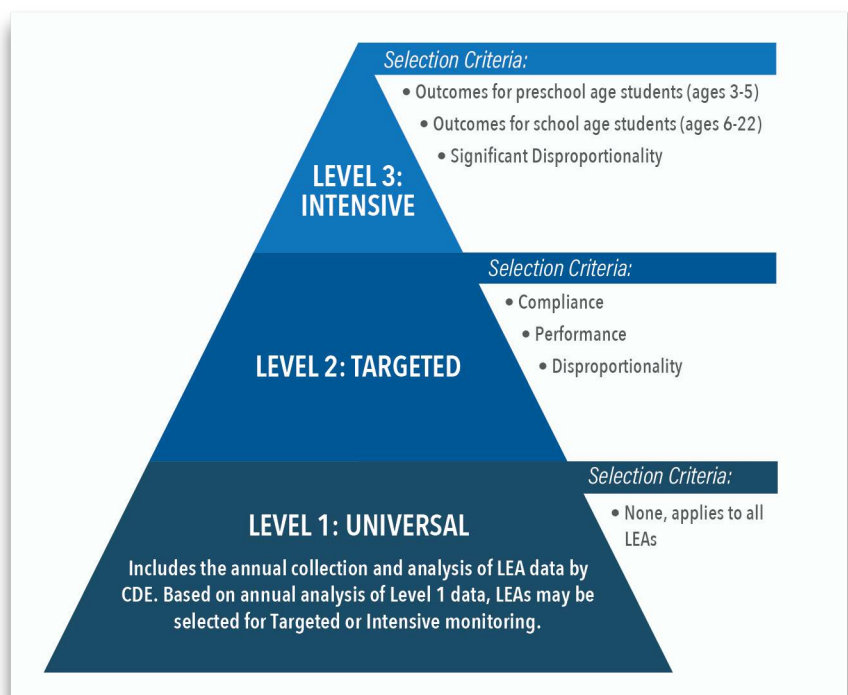 Selection Criteria:
• Outcomes for preschool age students (ages 3-5)
• Outcomes for school age students (ages 6-22)
• Significant Disproportionality
LEVEL 3:
INTENSIVE
Selection Criteria:
• Compliance
• Performance
• Disproportionality
LEVEL 2: TARGETED
Selection Criteria:
• None, applies to all
LEAs
LEVEL 1: UNIVERSAL
Includes the annual collection and analysis of LEA data by
CDE. Based on annual analysis of Level 1 data, LEAs may be
selected for Targeted or Intensive monitoring.